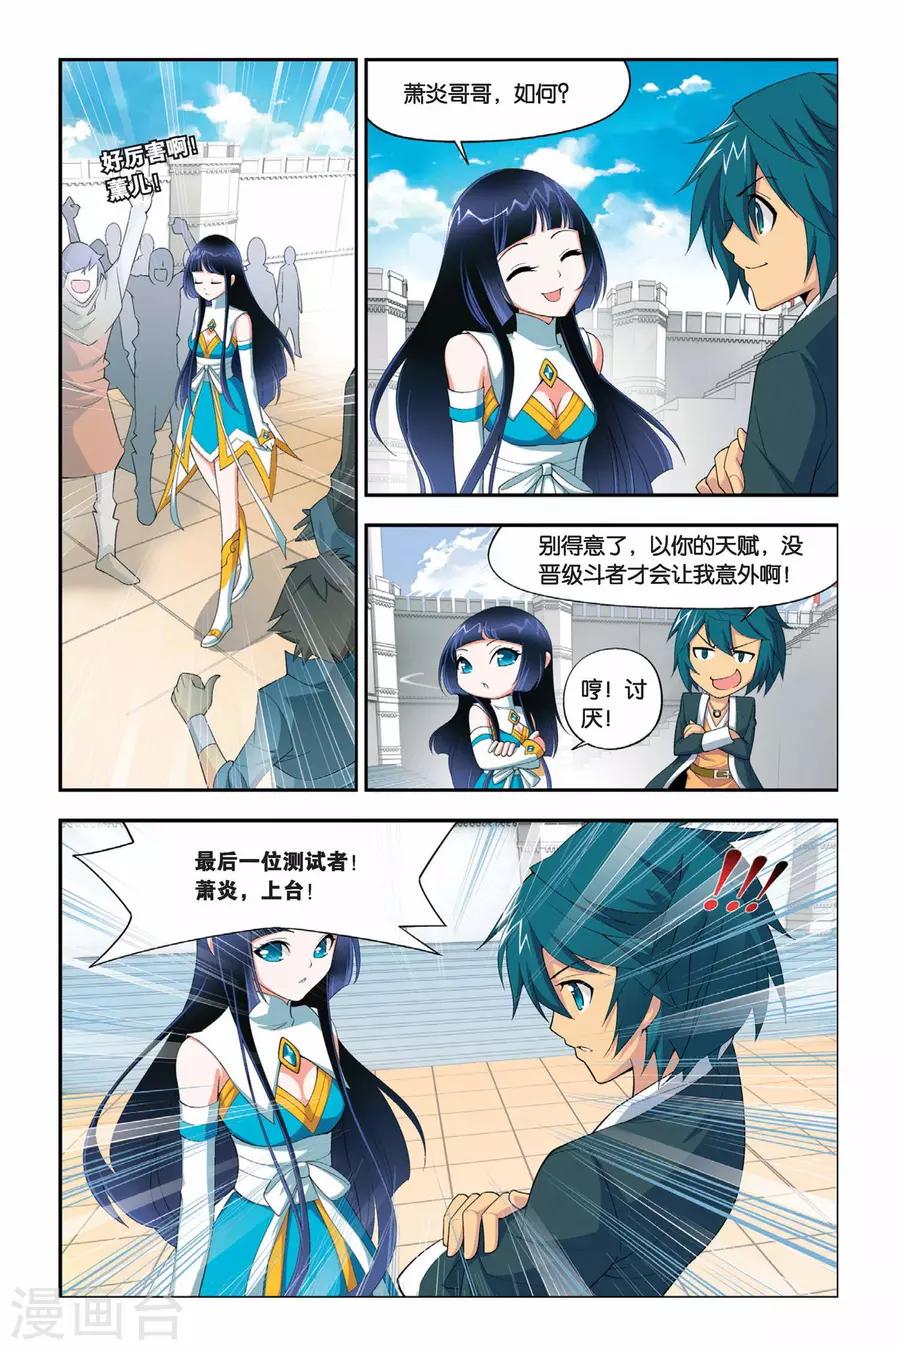 好厉害啊！
薰儿！
萧炎哥哥，如何？
别得意了，以你的天赋，没
晋级斗者才会让我意外啊！
哼！讨
厌！
最后一位测试者！
萧炎，上台！
!!!
漫画台